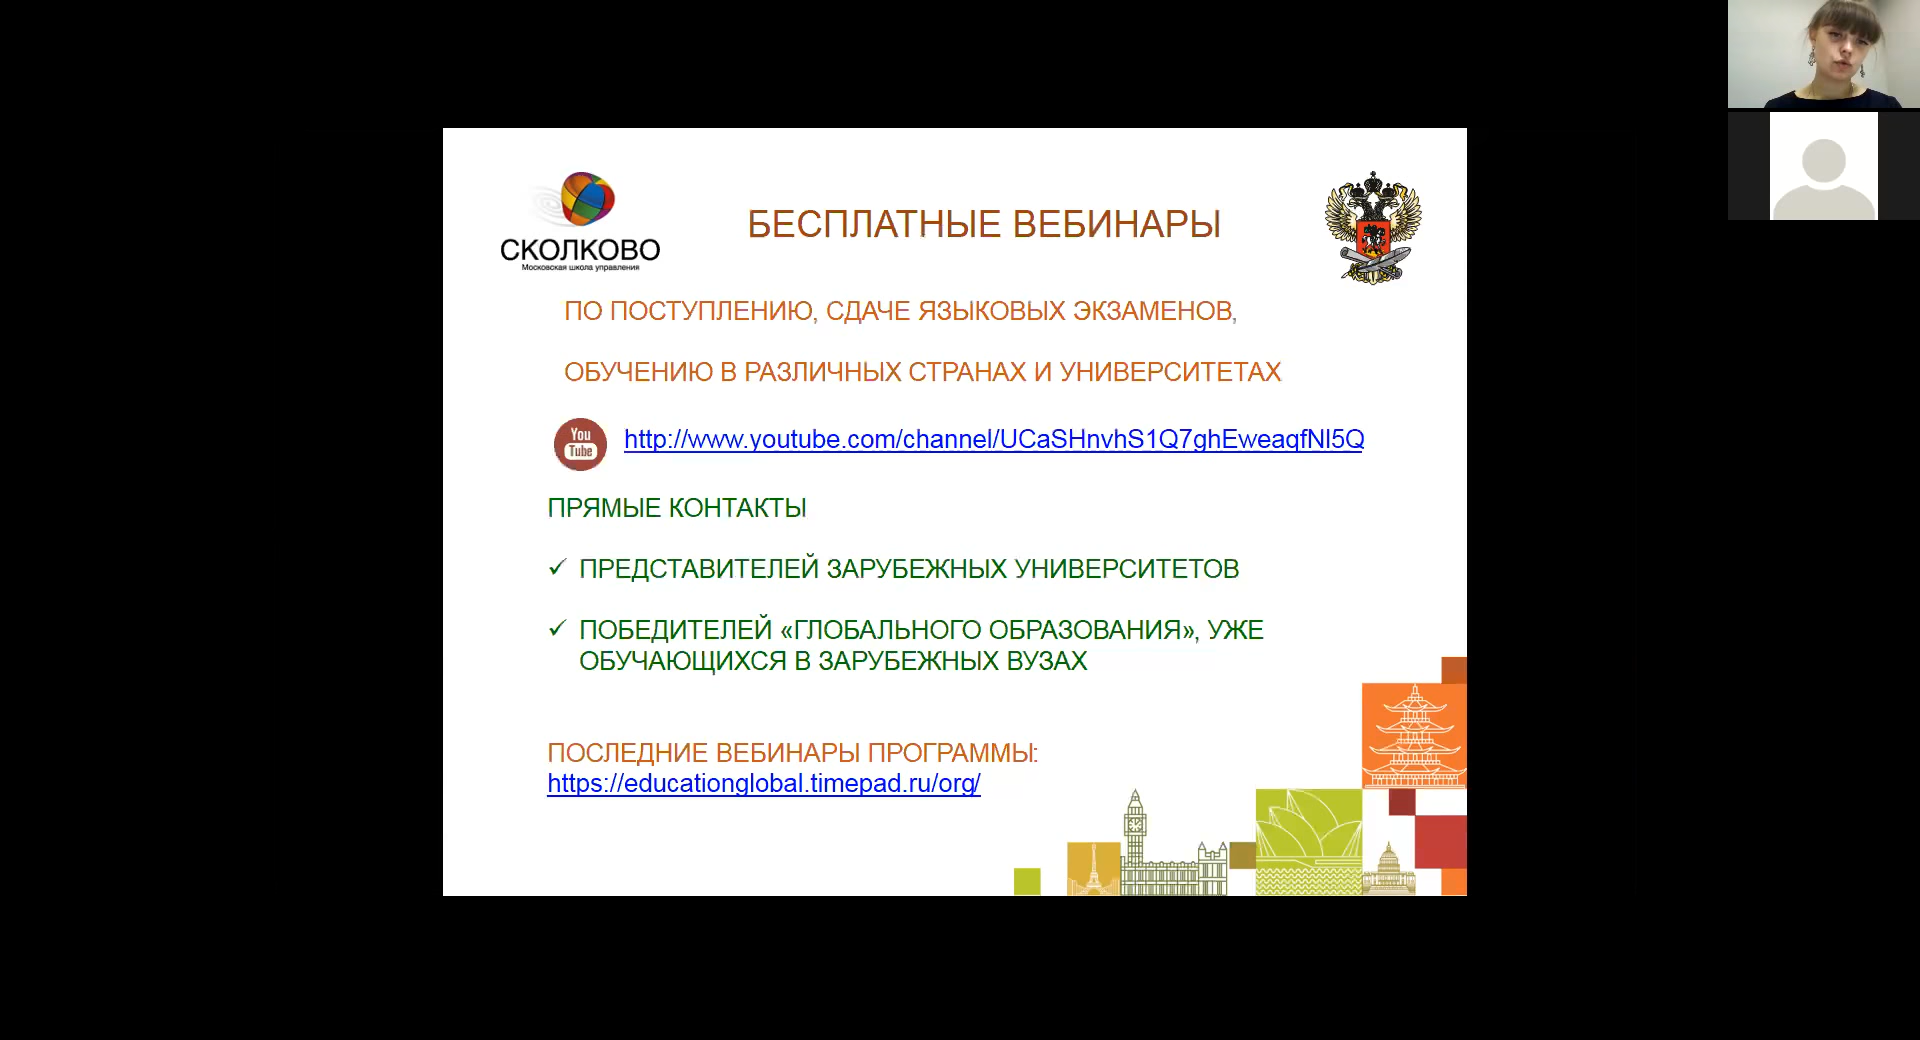 СКОЛКОВО
Московская школа управления
БЕСПЛАТНЫЕ ВЕБИНАРЫ
ПО ПОСТУПЛЕНИЮ, СДАЧЕ ЯЗЫКОВЫХ ЭКЗАМЕНОВ,
ОБУЧЕНИЮ В РАЗЛИЧНЫХ СТРАНАХ И УНИВЕРСИТЕТАХ
You
Tube
http://www.youtube.com/channel/UCaSHnvhS1Q7ghEweaqfNl5Q
ПРЯМЫЕ КОНТАКТЫ
✓ ПРЕДСТАВИТЕЛЕЙ ЗАРУБЕЖНЫХ УНИВЕРСИТЕТОВ
✓ ПОБЕДИТЕЛЕЙ «ГЛОБАЛЬНОГО ОБРАЗОВАНИЯ», УЖЕ
ОБУЧАЮЩИХСЯ В ЗАРУБЕЖНЫХ ВУЗАХ
ПОСЛЕДНИЕ ВЕБИНАРЫ ПРОГРАММЫ:
https://educationglobal.timepad.ru/org/